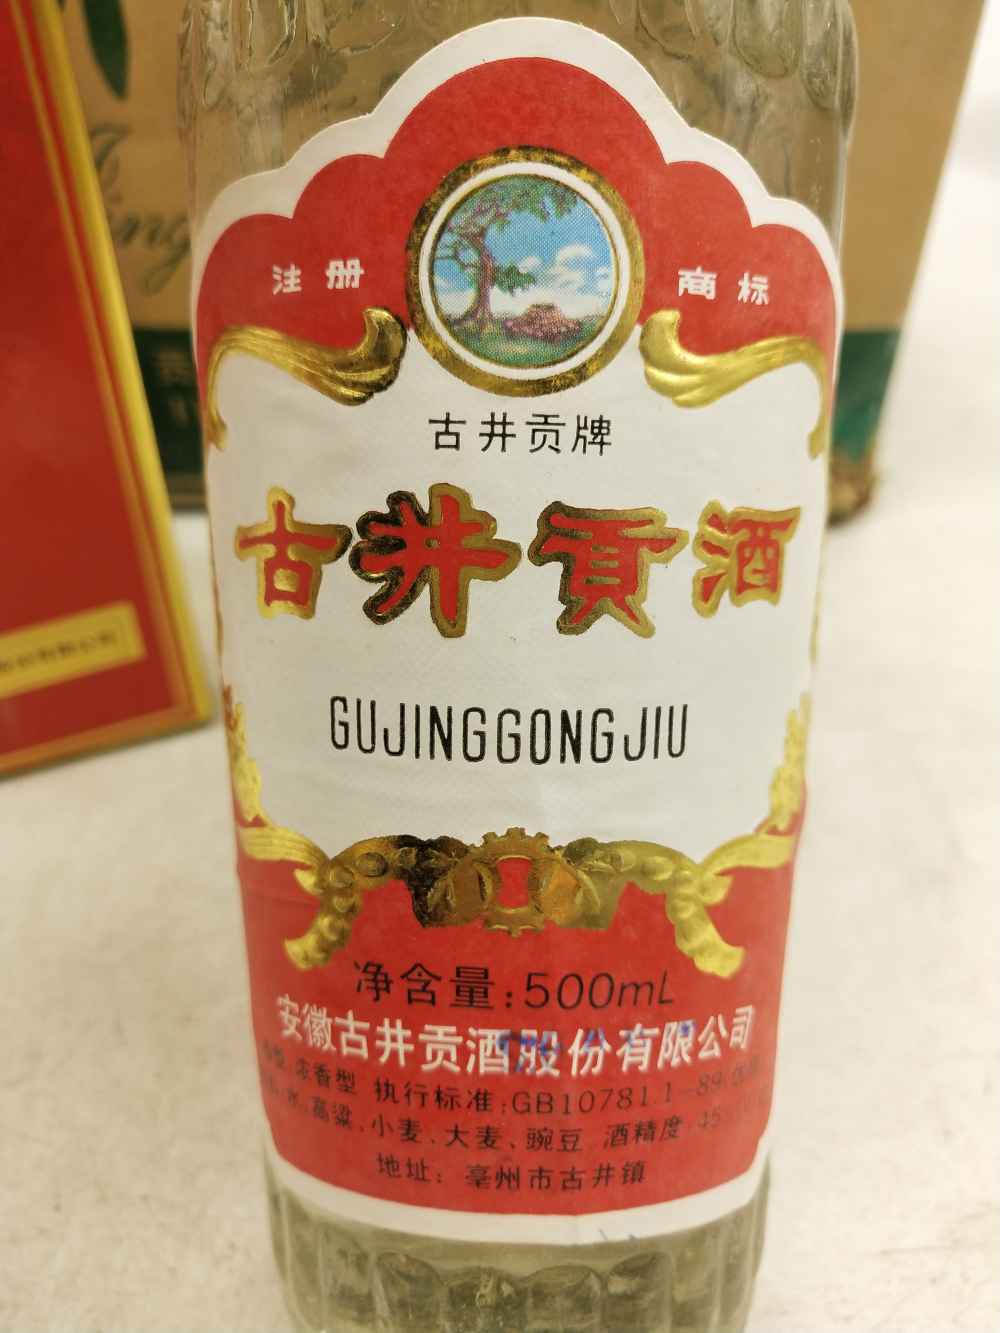 注册 商标
古井贡牌
古井贡酒
GUJINGGONGJIU
净含量:500mL
安徽古井贡酒股份有限公司
浓香型 执行标准:GB10781.1-89
水、高粱、小麦、大麦、豌豆 酒精度:45
地址:亳州市古井镇